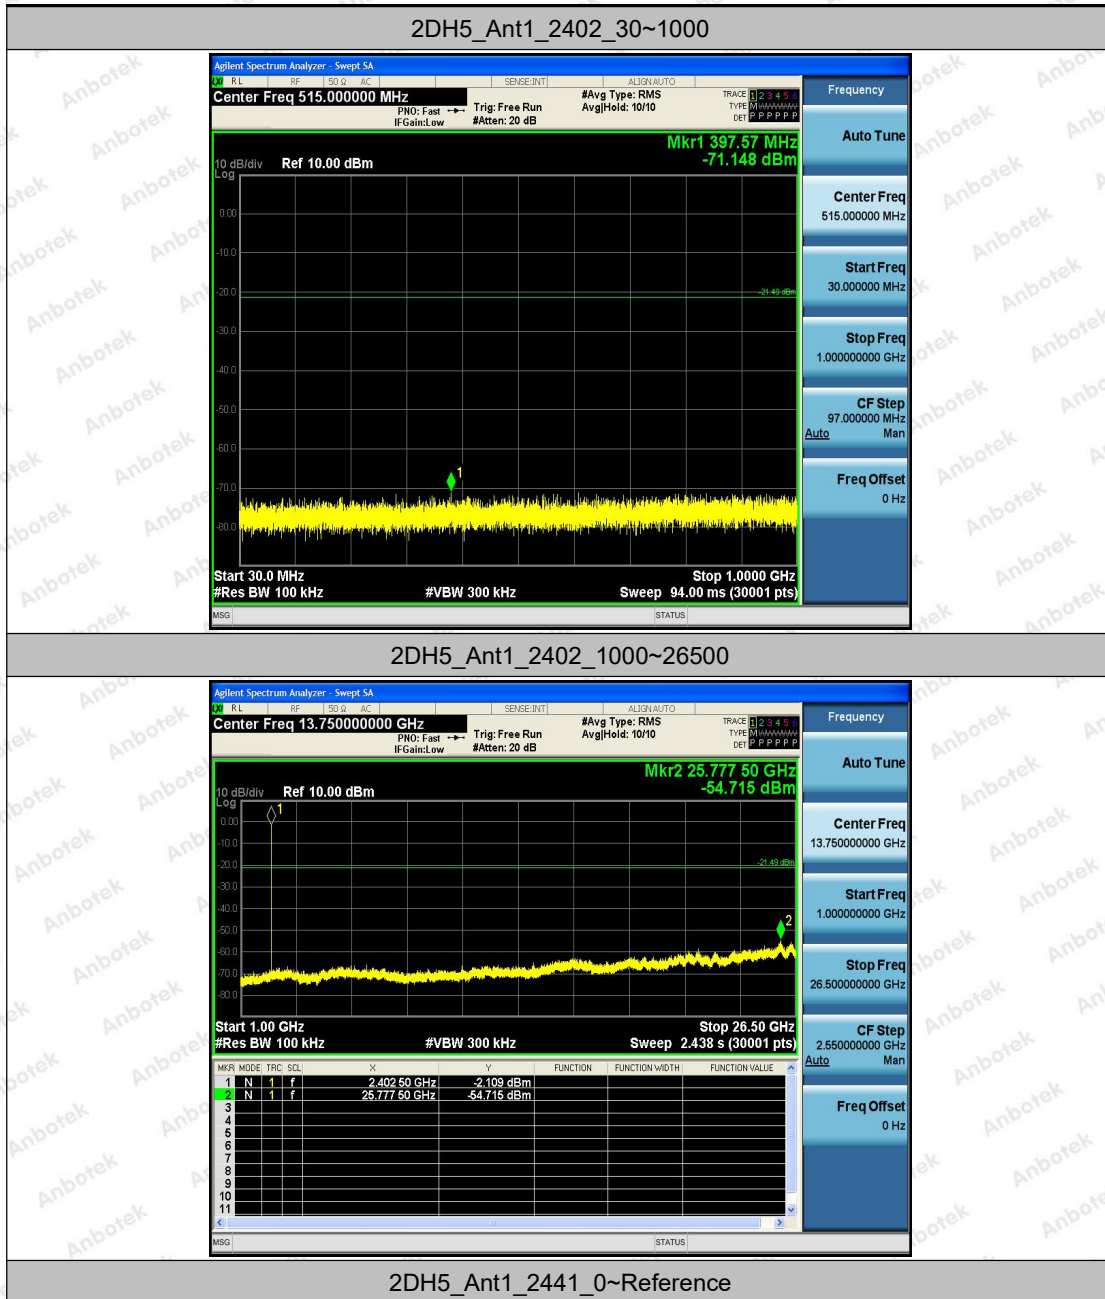 2DH5_Ant1_2402_30~1000
Agilent Spectrum Analyzer - Swept SA
RL RF 50 Ω AC SENSE:INT ALIGNAUTO
Center Freq 515.000000 MHz
#Avg Type: RMS
TRACE 1 2 3 4 5 6
PNO: Fast
Trig: Free Run
Avg|Hold: 10/10
TYPE M
IFGain:Low
#Atten: 20 dB
DET P P P P P P
Mkr1 397.57 MHz
-71.148 dBm
10 dB/div Ref 10.00 dBm
Log
0.00
-10.0
-20.0
-21.49 dBm
-30.0
-40.0
-50.0
-60.0
1
-70.0
-80.0
Start 30.0 MHz
Stop 1.0000 GHz
#Res BW 100 kHz
#VBW 300 kHz
Sweep 94.00 ms (30001 pts)
MSG
STATUS
Frequency
Auto Tune
Center Freq
515.000000 MHz
Start Freq
30.000000 MHz
Stop Freq
1.000000000 GHz
CF Step
97.000000 MHz
Auto Man
Freq Offset
0 Hz
2DH5_Ant1_2402_1000~26500
Agilent Spectrum Analyzer - Swept SA
RL RF 50 Ω AC SENSE:INT ALIGNAUTO
Center Freq 13.750000000 GHz
#Avg Type: RMS
TRACE 1 2 3 4 5 6
PNO: Fast
Trig: Free Run
Avg|Hold: 10/10
TYPE M
IFGain:Low
#Atten: 20 dB
DET P P P P P P
Mkr2 25.777 50 GHz
-54.715 dBm
10 dB/div Ref 10.00 dBm
Log
1
0.00
-10.0
-20.0
-21.49 dBm
-30.0
-40.0
-50.0
2
-60.0
-70.0
-80.0
Start 1.00 GHz
Stop 26.50 GHz
#Res BW 100 kHz
#VBW 300 kHz
Sweep 2.438 s (30001 pts)
MKR MODE TRC SCL X Y FUNCTION FUNCTION WIDTH FUNCTION VALUE
1 N 1 f 2.402 50 GHz -2.109 dBm
2 N 1 f 25.777 50 GHz -54.715 dBm
3
4
5
6
7
8
9
10
11
MSG
STATUS
Frequency
Auto Tune
Center Freq
13.750000000 GHz
Start Freq
1.000000000 GHz
Stop Freq
26.500000000 GHz
CF Step
2.550000000 GHz
Auto Man
Freq Offset
0 Hz
2DH5_Ant1_2441_0~Reference